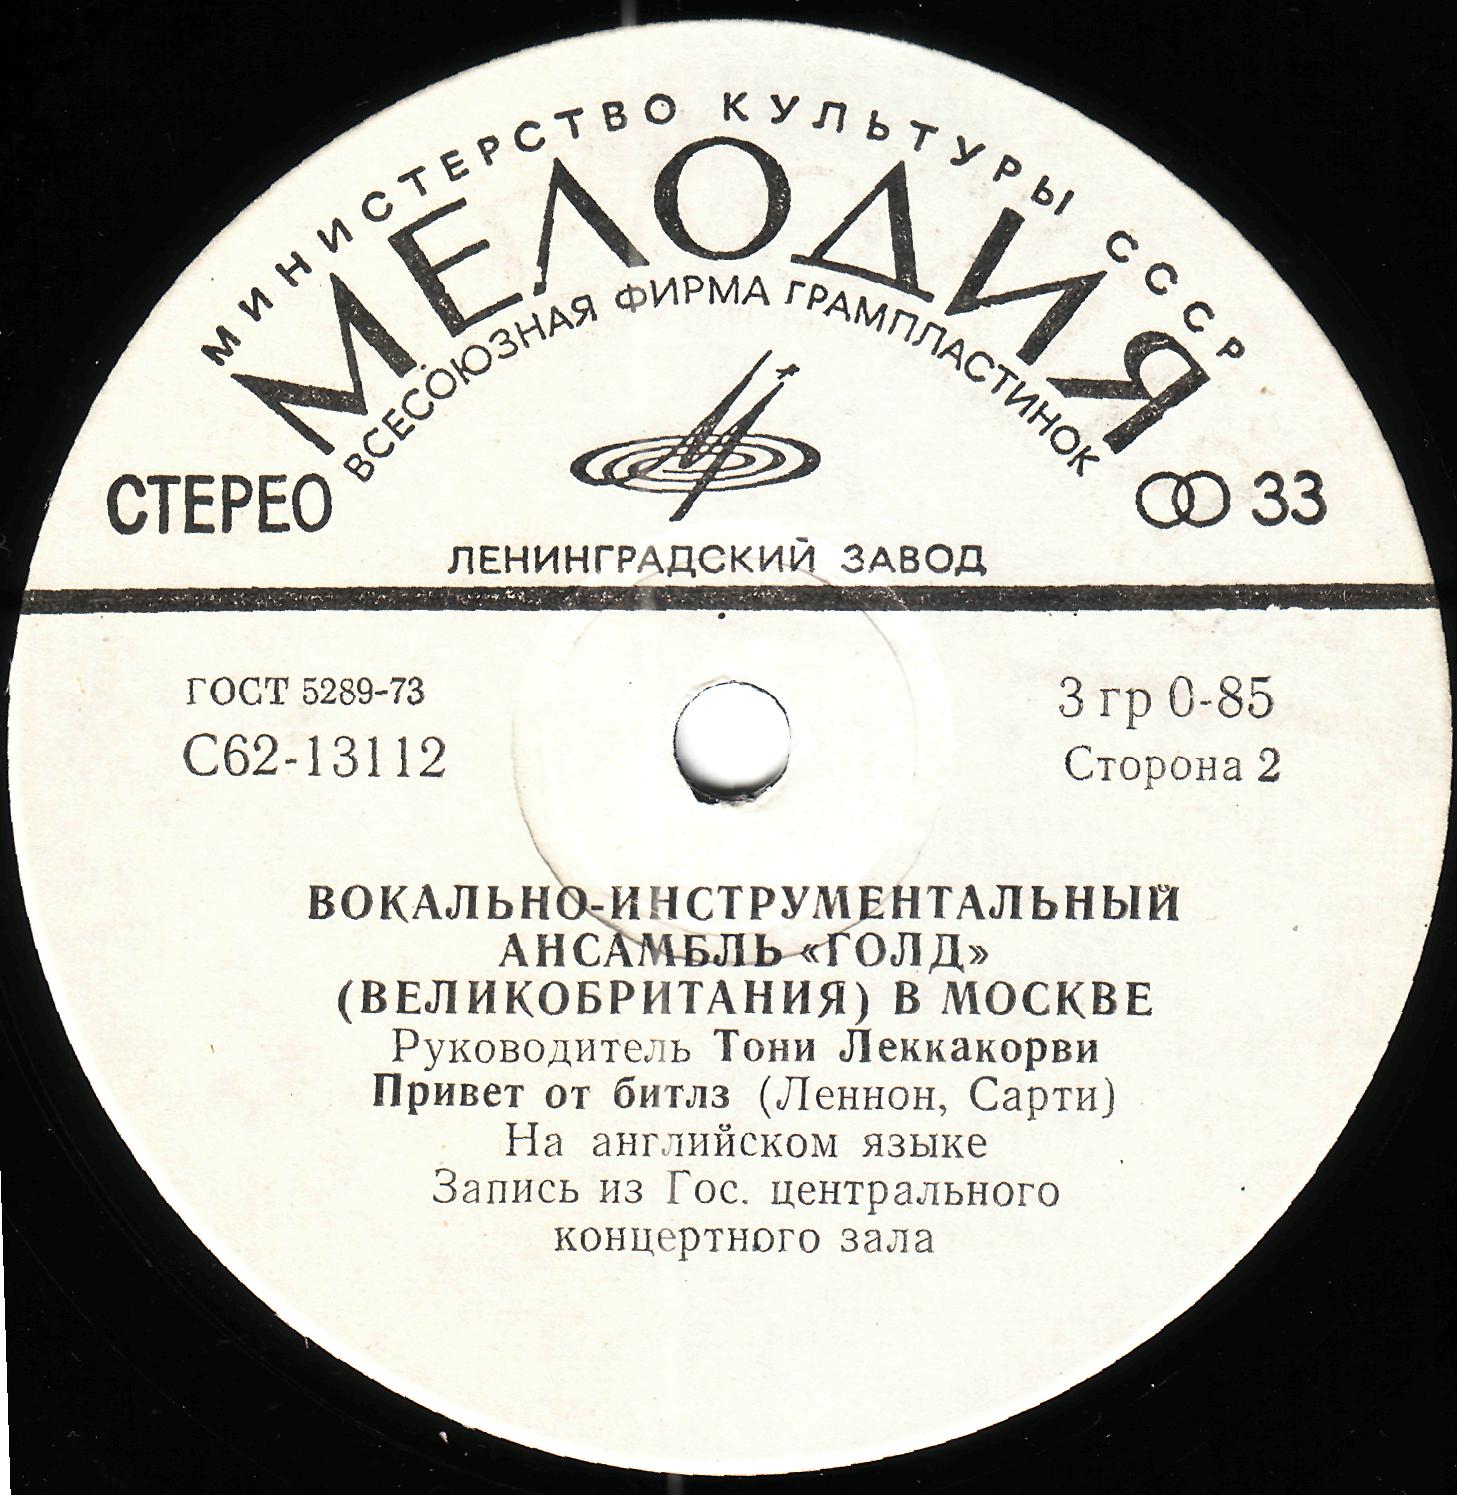 МИНИСТЕРСТВО КУЛЬТУРЫ СССР
МЕЛОДИЯ
ВСЕСОЮЗНАЯ ФИРМА ГРАМПЛАСТИНОК
СТЕРЕО
33
ЛЕНИНГРАДСКИЙ ЗАВОД
ГОСТ 5289-73
3 гр 0-85
С62-13112
Сторона 2
ВОКАЛЬНО-ИНСТРУМЕНТАЛЬНЫЙ
АНСАМБЛЬ «ГОЛД»
(ВЕЛИКОБРИТАНИЯ) В МОСКВЕ
Руководитель Тони Леккакорви
Привет от битлз (Леннон, Сарти)
На английском языке
Запись из Гос. центрального
концертного зала